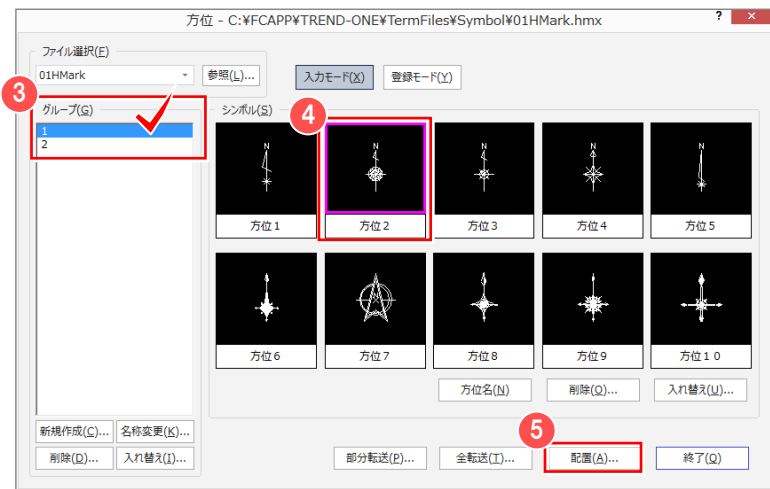 方位 - C:¥FCAPP¥TREND-ONE¥TermFiles¥Symbol¥01HMark.hmx
? ×
ファイル選択(F)
01HMark
参照(L)...
入力モード(X)
登録モード(Y)
3
グループ(G)
1
2
シンボル(S)
4
N
N
N
N
N
方位1
方位2
方位3
方位4
方位5
方位6
方位7
方位8
方位9
方位10
方位名(N)
削除(O)...
入れ替え(U)...
新規作成(C)...
名称変更(K)...
5
削除(D)...
入れ替え(I)...
部分転送(P)...
全転送(T)...
配置(A)...
終了(Q)